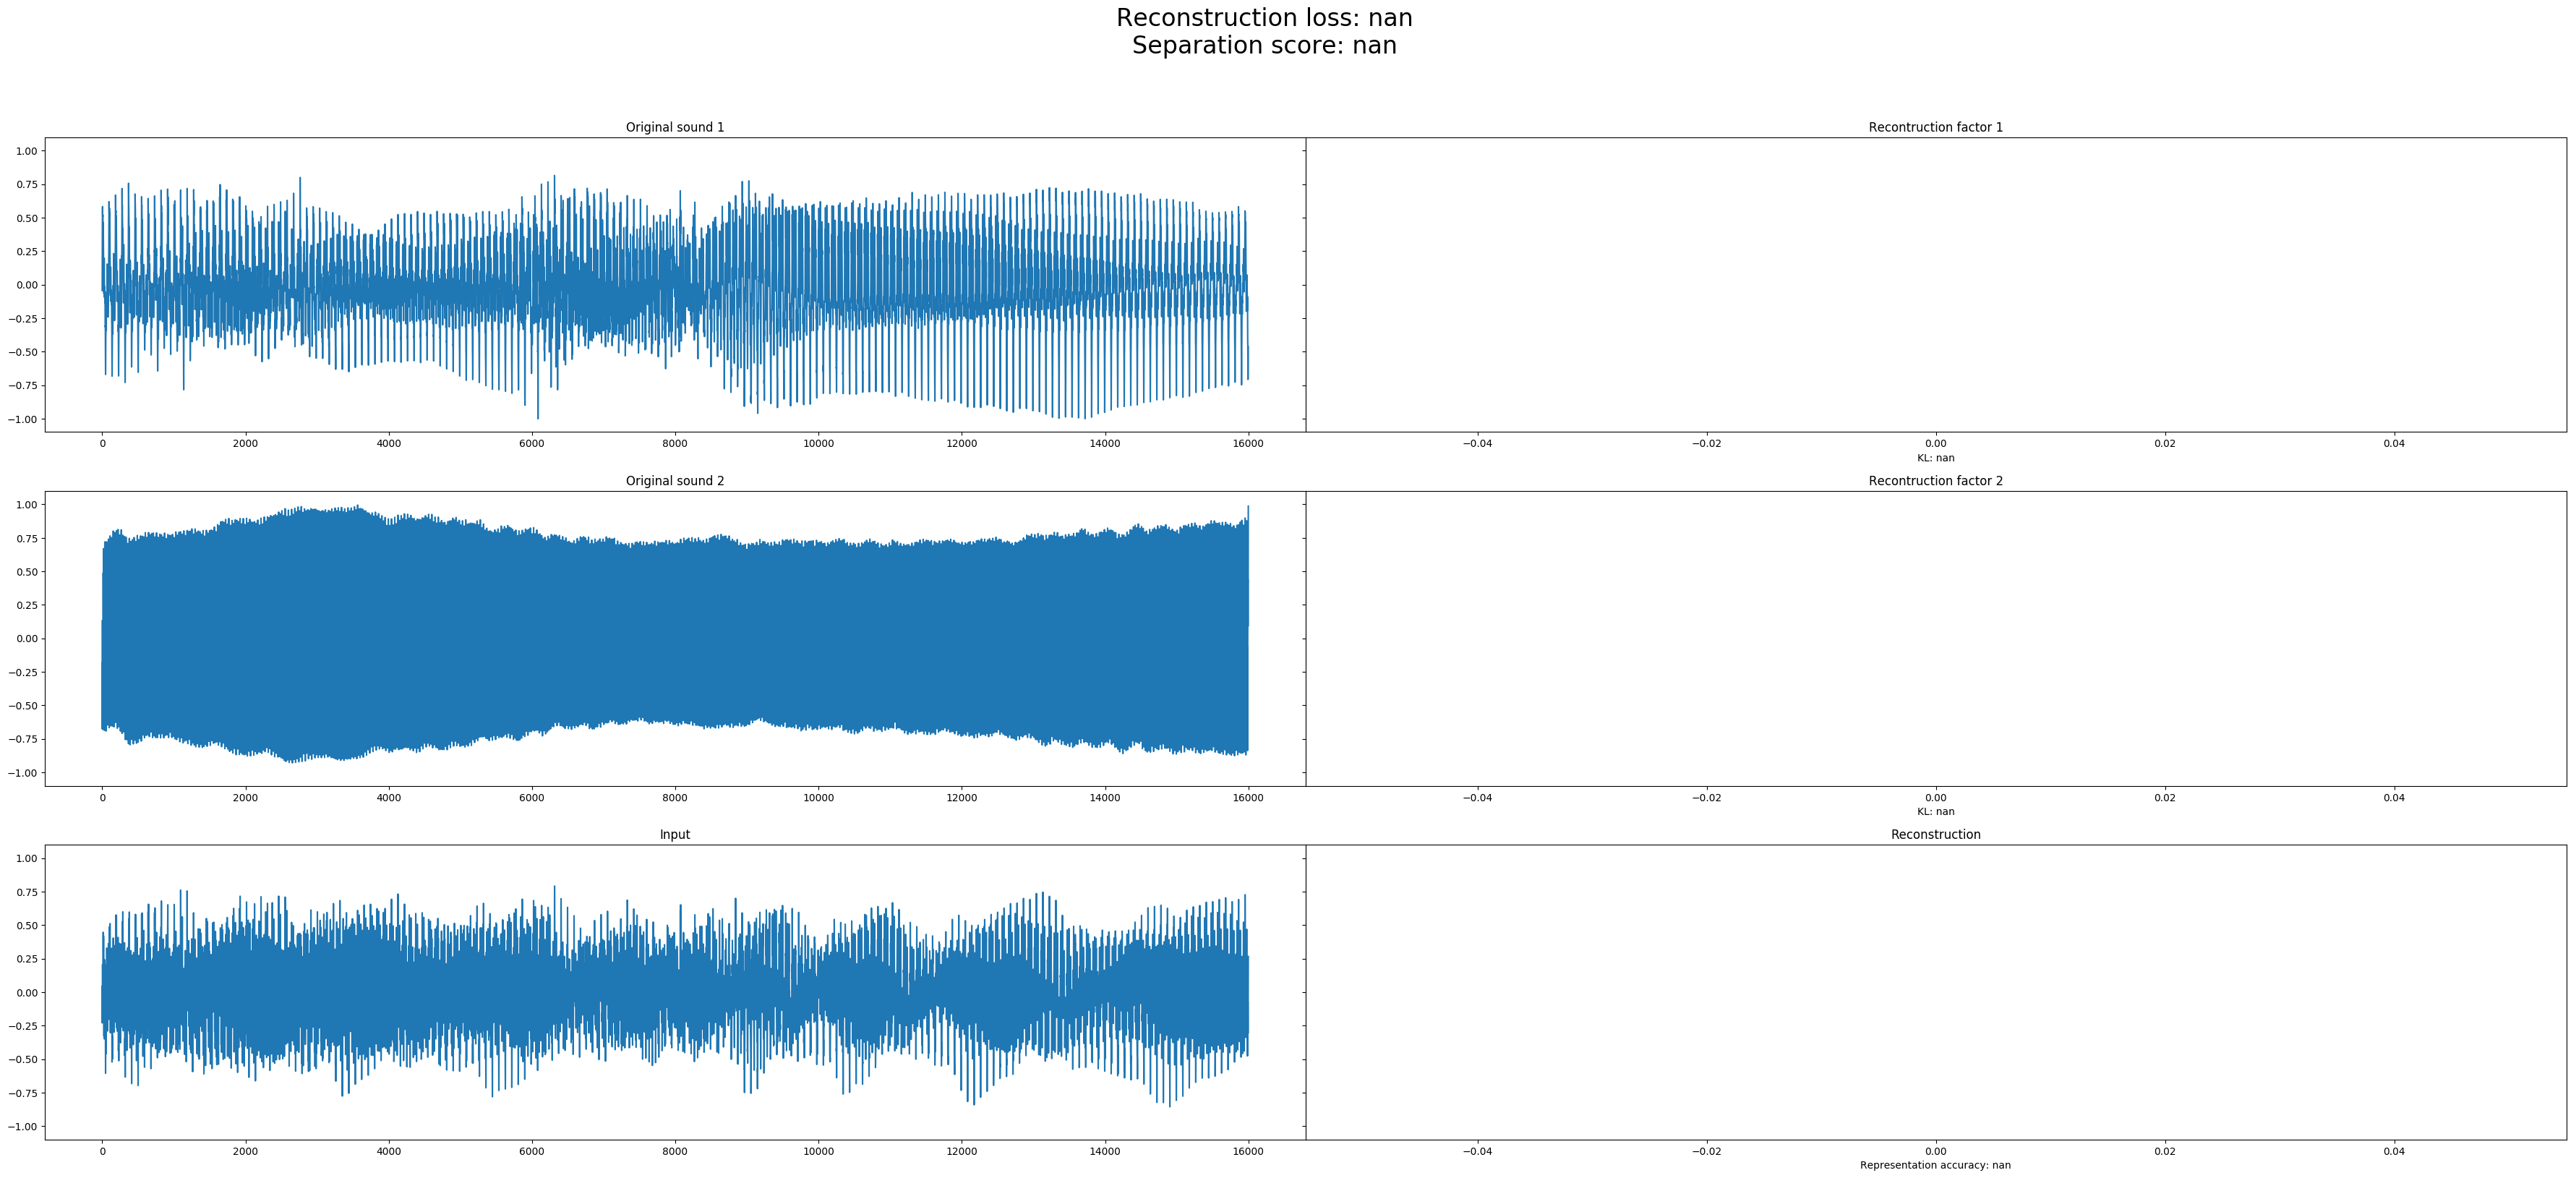 Reconstruction loss: nan
Separation score: nan
Original sound 1
Recontruction factor 1
1.00
0.75
0.50
0.25
0.00
−0.25
−0.50
−0.75
−1.00
0 2000 4000 6000 8000 10000 12000 14000 16000
−0.04 −0.02 0.00 0.02 0.04
KL: nan
Original sound 2
Recontruction factor 2
1.00
0.75
0.50
0.25
0.00
−0.25
−0.50
−0.75
−1.00
0 2000 4000 6000 8000 10000 12000 14000 16000
−0.04 −0.02 0.00 0.02 0.04
KL: nan
Input
Reconstruction
1.00
0.75
0.50
0.25
0.00
−0.25
−0.50
−0.75
−1.00
0 2000 4000 6000 8000 10000 12000 14000 16000
−0.04 −0.02 0.00 0.02 0.04
Representation accuracy: nan